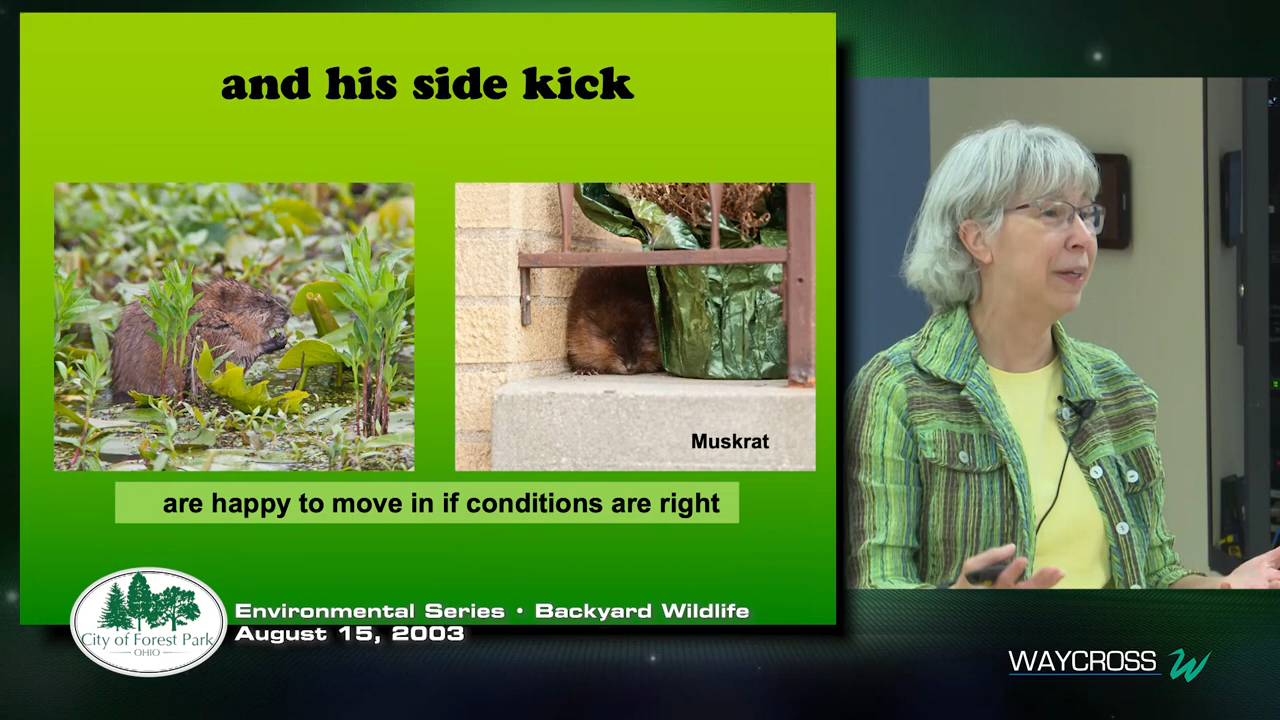 and his side kick
Muskrat
are happy to move in if conditions are right
City of Forest Park
OHIO
Environmental Series • Backyard Wildlife
August 15, 2003
WAYCROSS